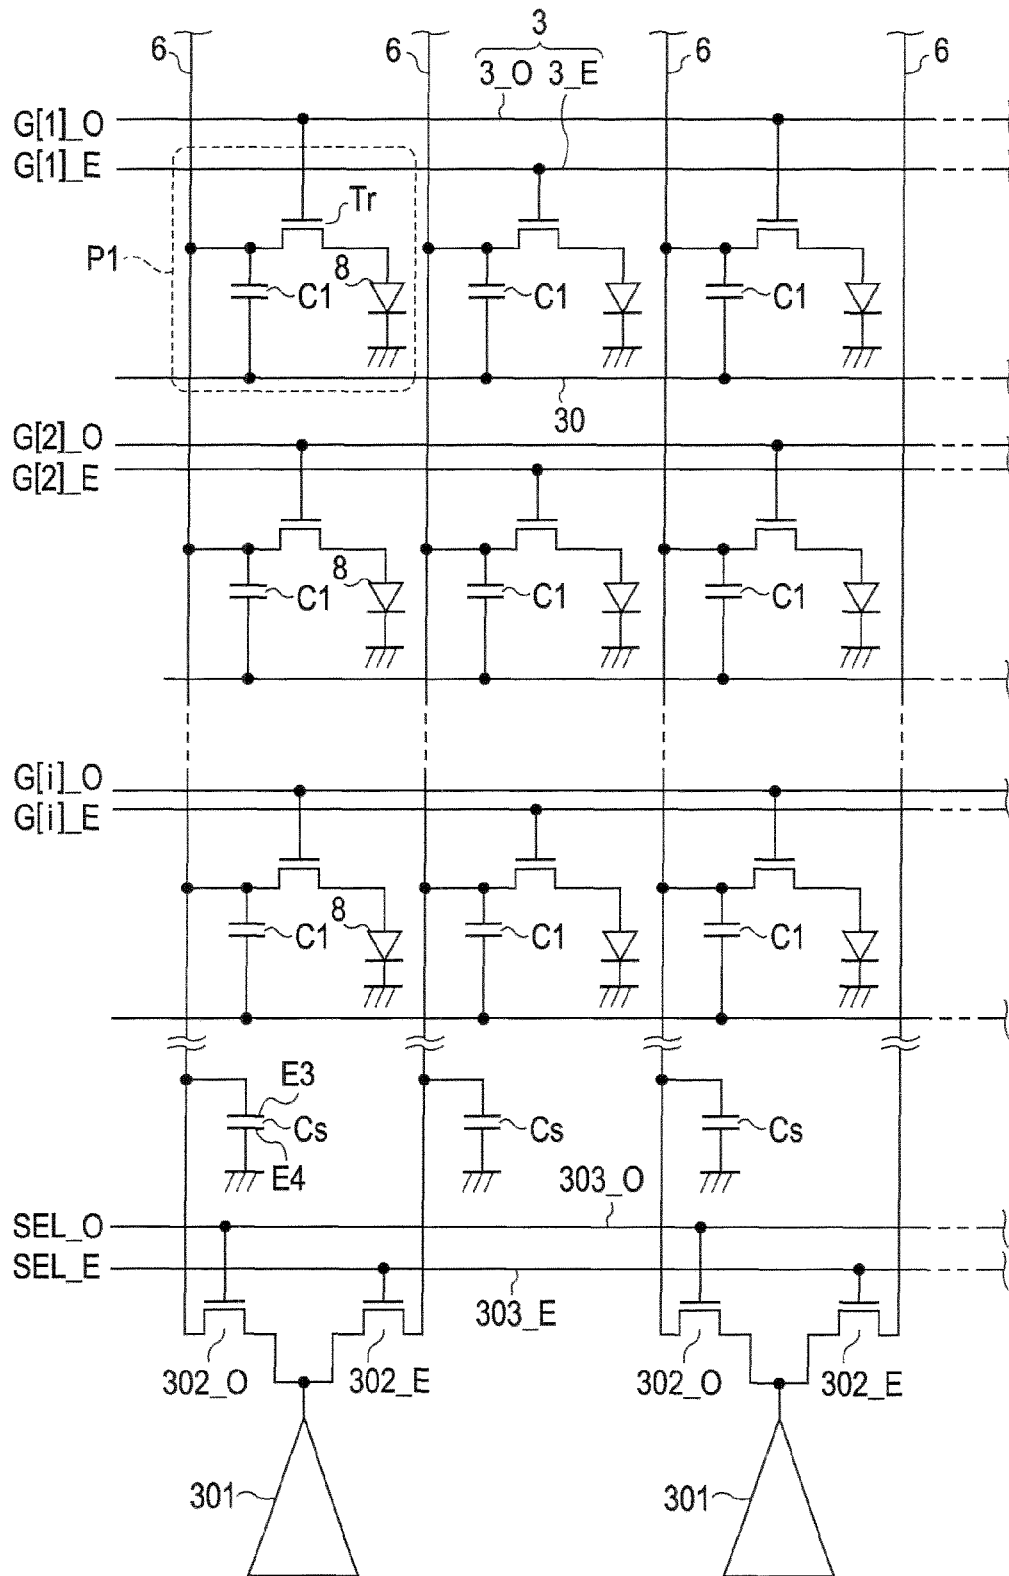 3
6 6 3_O 3_E 6 6
G[1]_O
G[1]_E
Tr
P1 8
C1 C1 C1
30
G[2]_O
G[2]_E
8
C1 C1 C1
G[i]_O
G[i]_E
8
C1 C1 C1
E3
Cs Cs Cs
E4
303_O
SEL_O
SEL_E
303_E
302_O 302_E 302_O 302_E
301 301